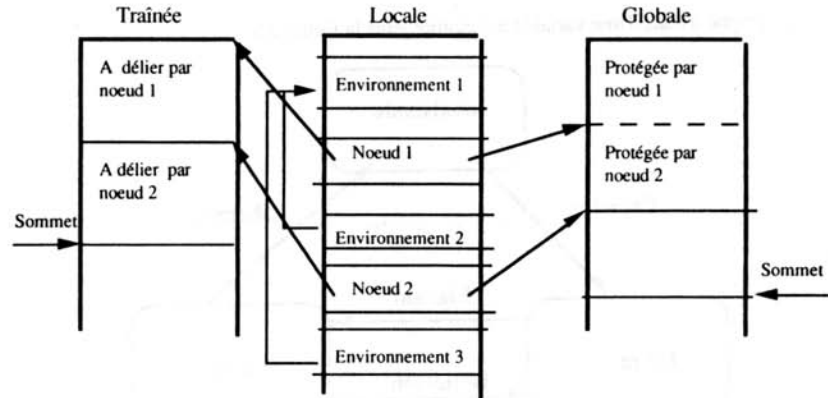 Traînée
Locale
Globale
A délier par
noeud 1
A délier par
noeud 2
Sommet
Environnement 1
Noeud 1
Environnement 2
Noeud 2
Environnement 3
Protégée par
noeud 1
Protégée par
noeud 2
Sommet